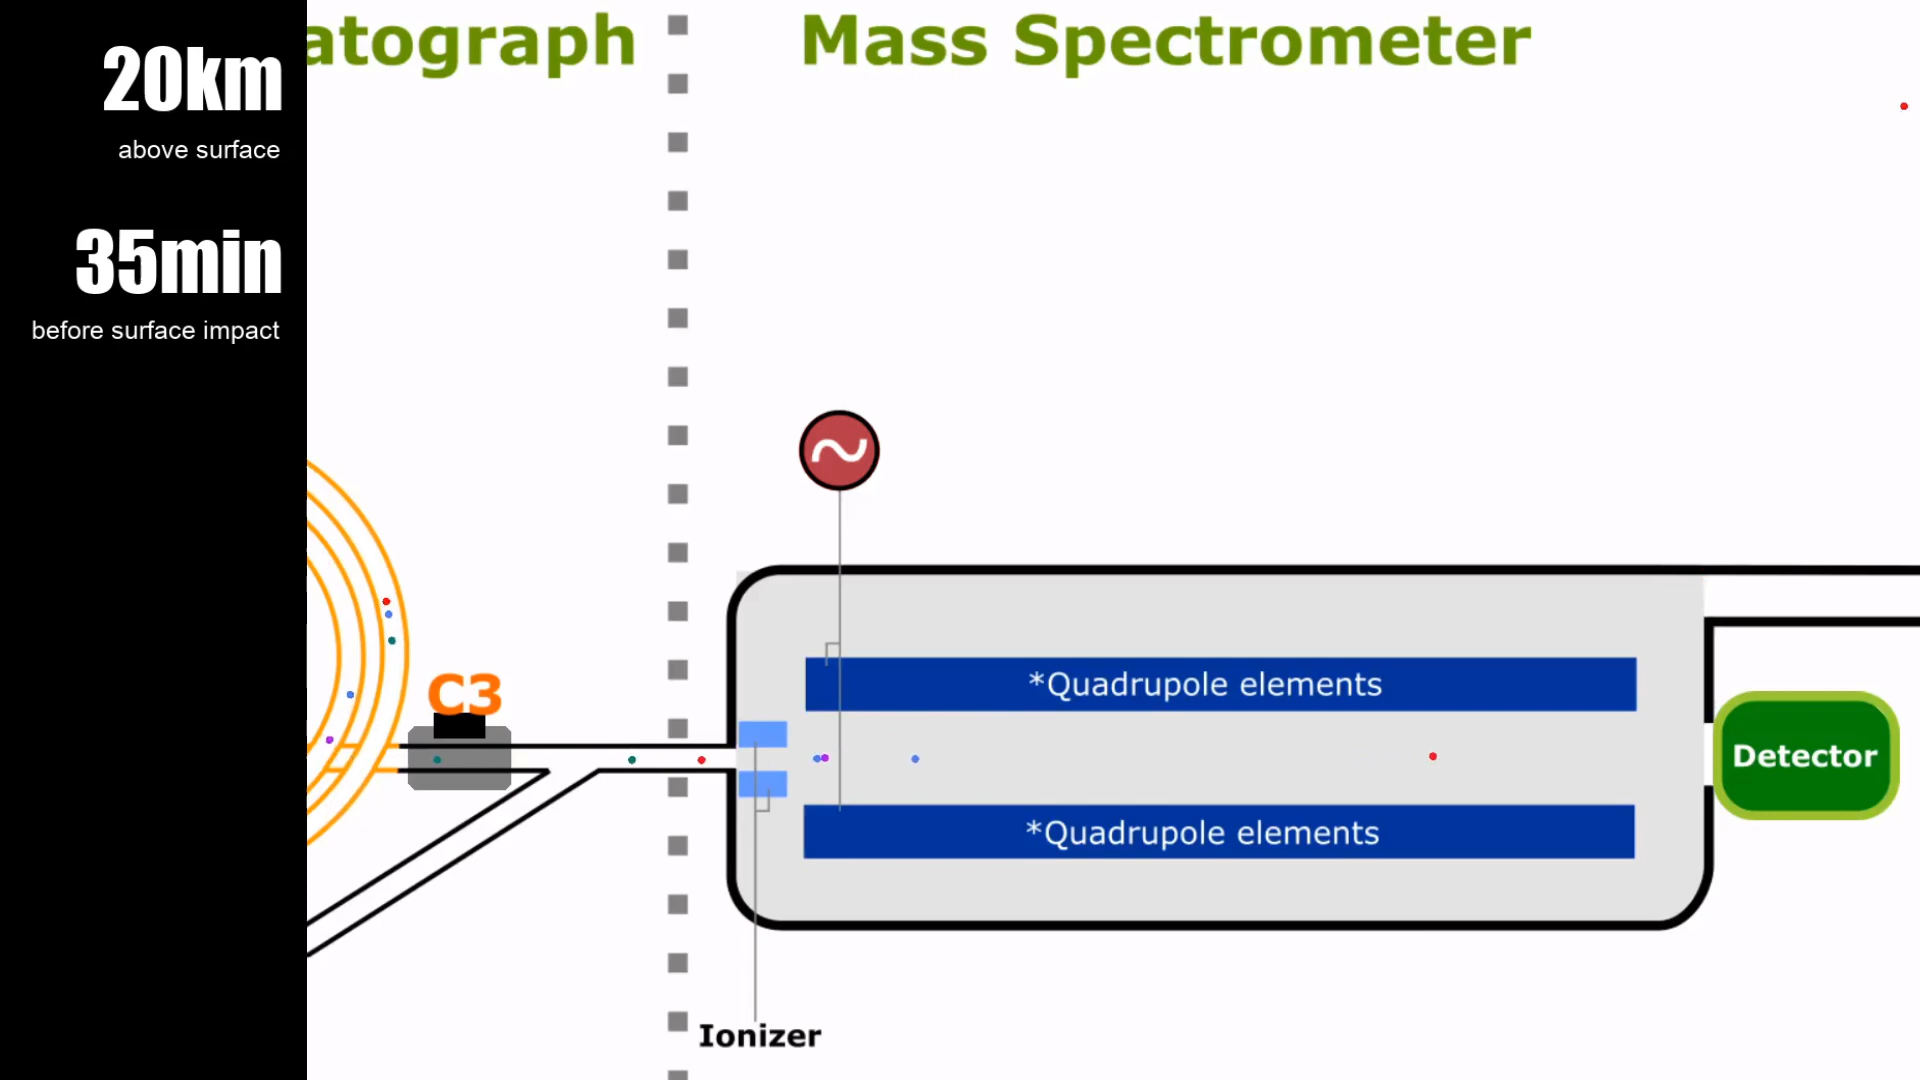 20km
above surface
35min
before surface impact
atograph
Mass Spectrometer
C3
*Quadrupole elements
*Quadrupole elements
Detector
Ionizer